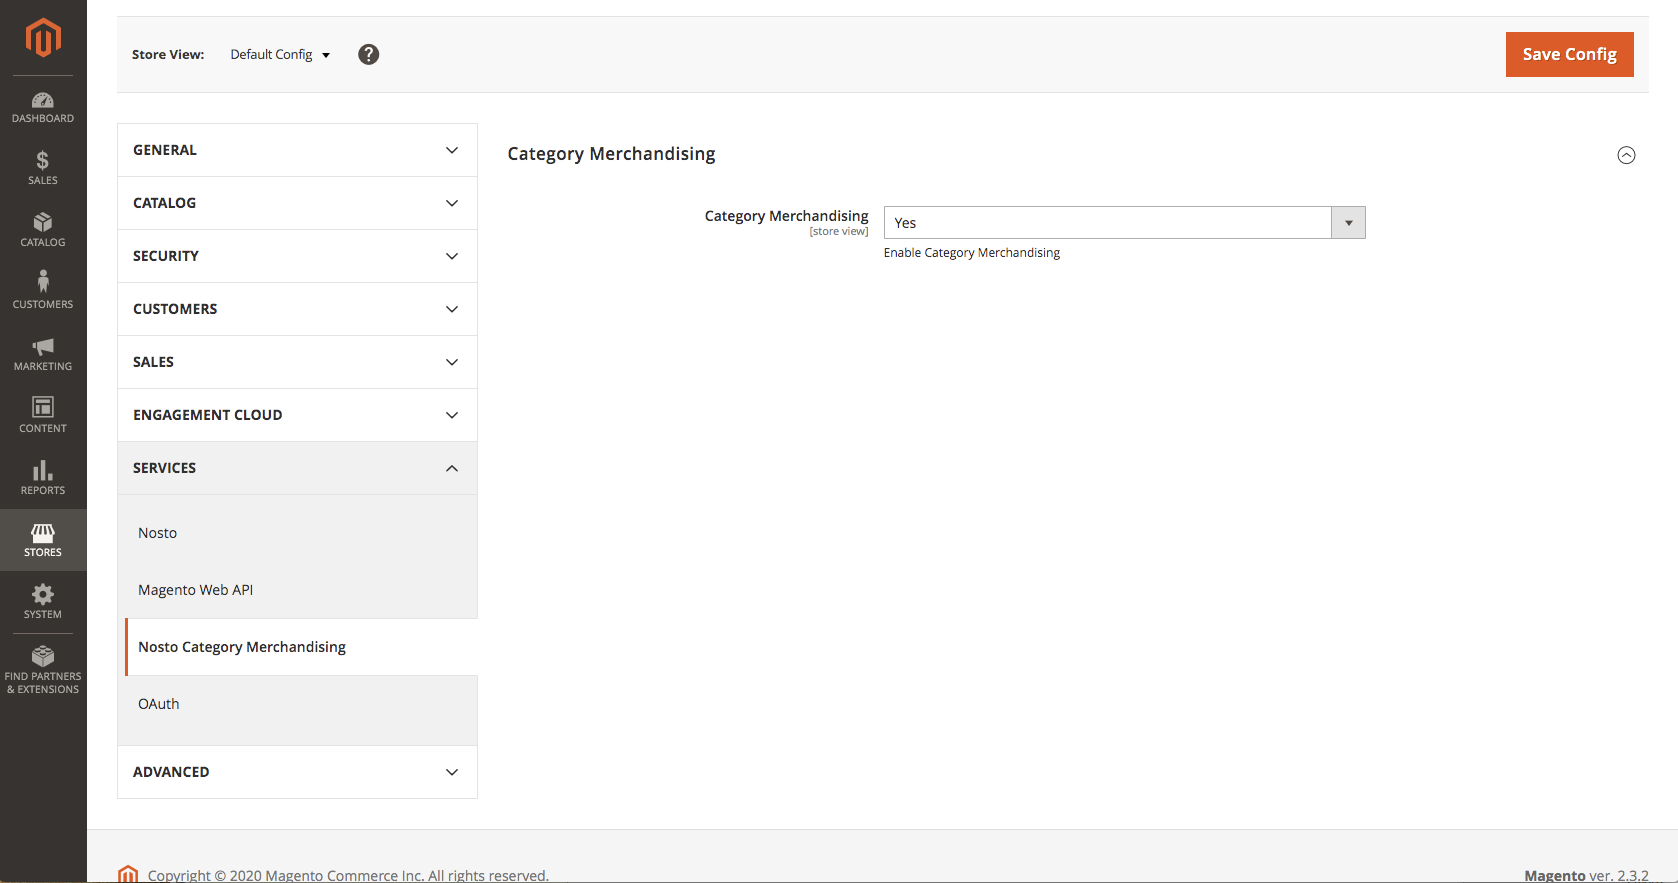 Store View: Default Config ?
Save Config
DASHBOARD
SALES
CATALOG
CUSTOMERS
MARKETING
CONTENT
REPORTS
STORES
SYSTEM
FIND PARTNERS
& EXTENSIONS
GENERAL
CATALOG
SECURITY
CUSTOMERS
SALES
ENGAGEMENT CLOUD
SERVICES
Nosto
Magento Web API
Nosto Category Merchandising
OAuth
ADVANCED
Category Merchandising
Category Merchandising
[store view]
Yes
Enable Category Merchandising
Copyright © 2020 Magento Commerce Inc. All rights reserved.
Magento ver. 2.3.2